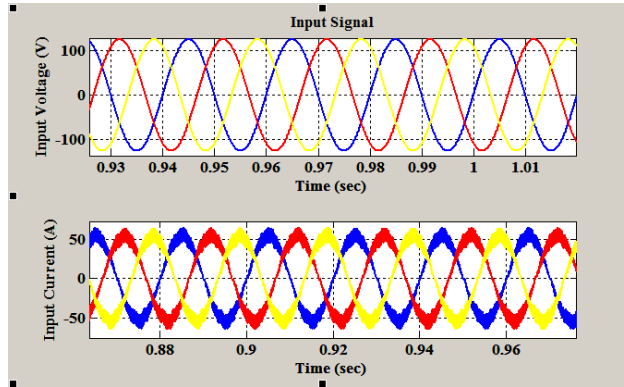 Input Signal
Input Voltage (V)
100
0
-100
0.93 0.94 0.95 0.96 0.97 0.98 0.99 1 1.01
Time (sec)
Input Current (A)
50
0
-50
0.88 0.9 0.92 0.94 0.96
Time (sec)